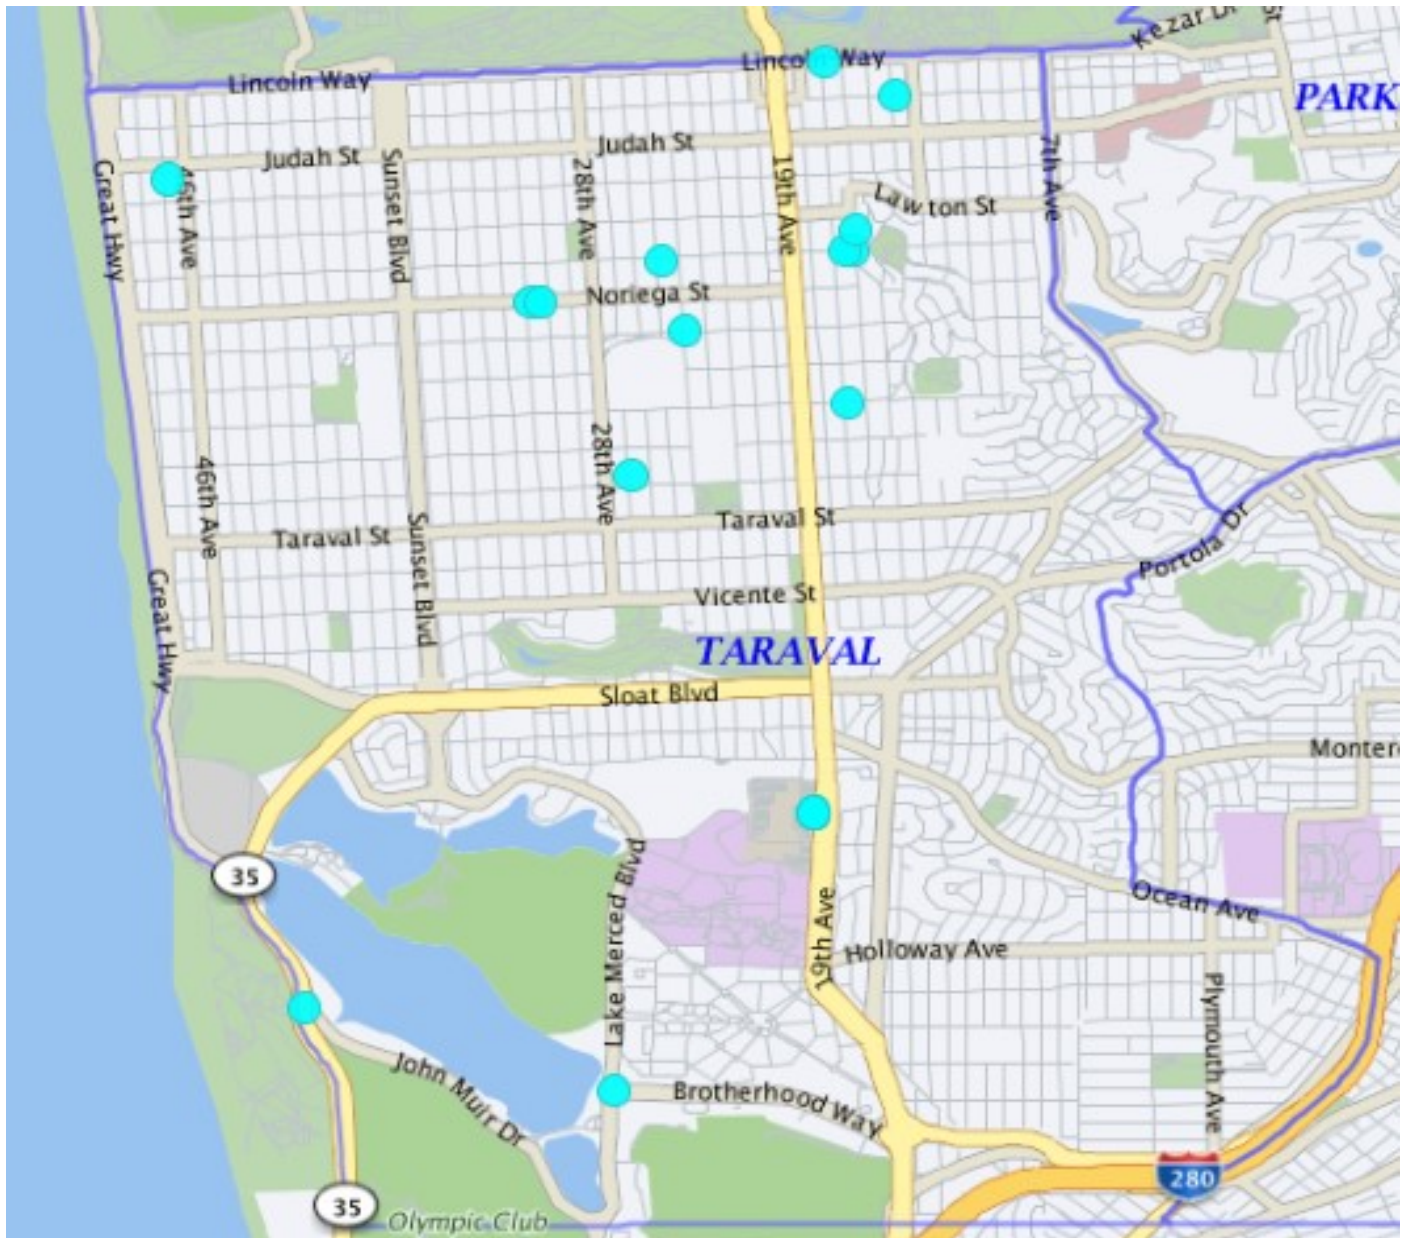 Kezar Dr
St
Lincoln Way
Lincoln Way
PARK
Judah St
Judah St
46th Ave
Great Hwy
Sunset Blvd
28th Ave
19th Ave
7th Ave
Lawton St
Noriega St
28th Ave
46th Ave
Taraval St
Taraval St
Sunset Blvd
Portola Dr
Great Hwy
Vicente St
TARAVAL
Sloat Blvd
Lake Merced Blvd
35
Ocean Ave
19th Ave
Holloway Ave
Plymouth Ave
John Muir Dr
Brotherhood Way
280
35
Olympic Club